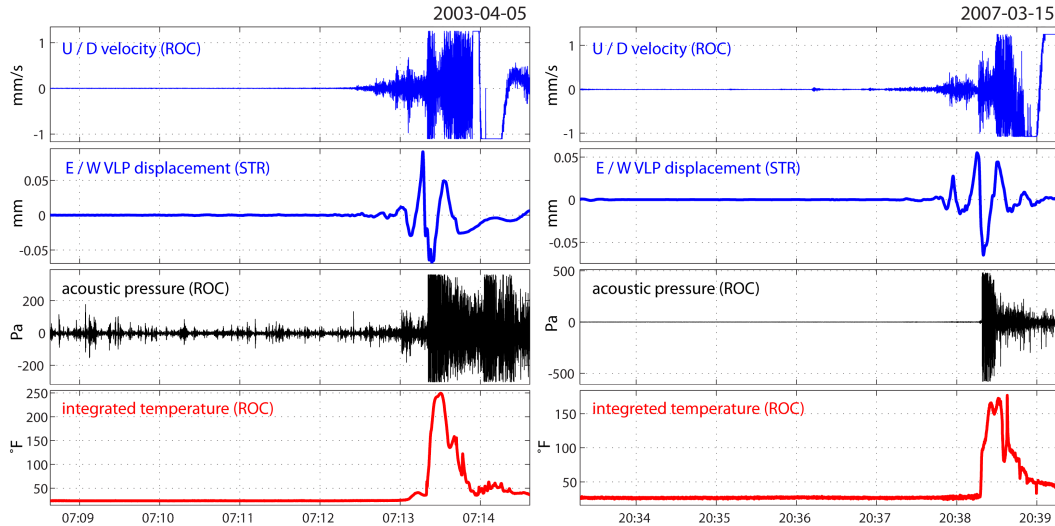 2003-04-05
U / D velocity (ROC)
mm/s
1
0
-1
E / W VLP displacement (STR)
mm
0.05
0
-0.05
acoustic pressure (ROC)
Pa
200
0
-200
integrated temperature (ROC)
°F
250
200
150
100
50
07:09 07:10 07:11 07:12 07:13 07:14
2007-03-15
U / D velocity (ROC)
mm/s
1
0
-1
E / W VLP displacement (STR)
mm
0.05
0
-0.05
acoustic pressure (ROC)
Pa
500
0
-500
integreted temperature (ROC)
°F
150
100
50
20:34 20:35 20:36 20:37 20:38 20:39